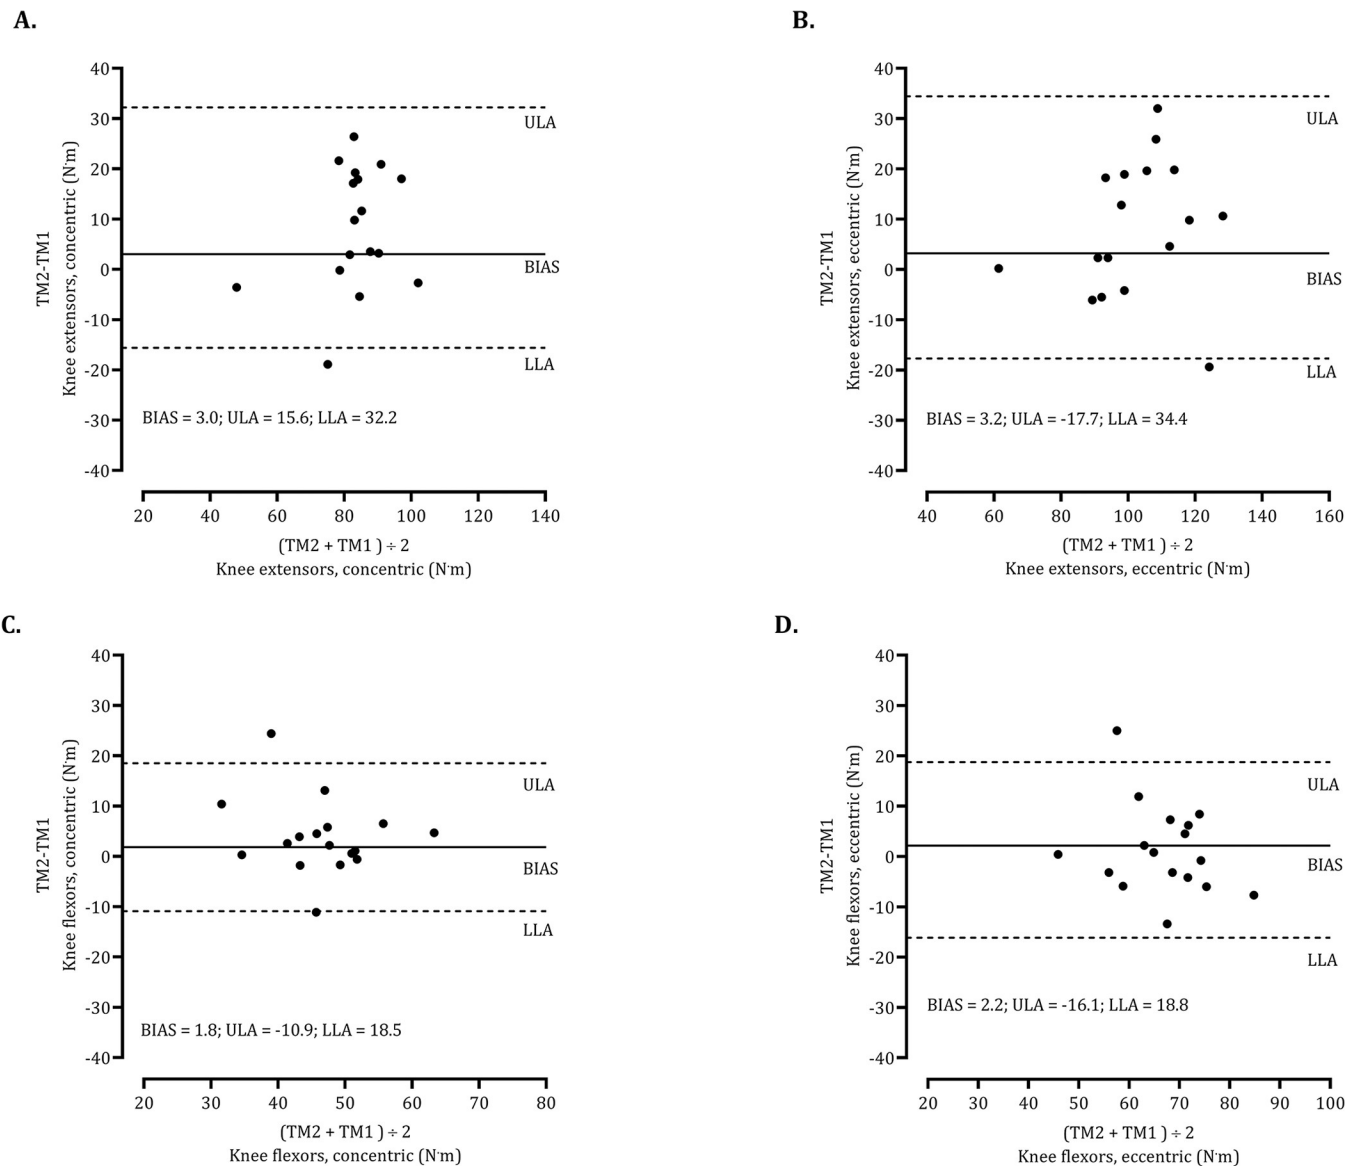 A.
40
30
20
10
0
-10
-20
-30
-40
TM2-TM1
Knee extensors, concentric (N·m)
ULA
BIAS
LLA
BIAS = 3.0; ULA = 15.6; LLA = 32.2
20 40 60 80 100 120 140
(TM2 + TM1 ) ÷ 2
Knee extensors, concentric (N·m)
B.
40
30
20
10
0
-10
-20
-30
-40
TM2-TM1
Knee extensors, eccentric (N·m)
ULA
BIAS
LLA
BIAS = 3.2; ULA = -17.7; LLA = 34.4
40 60 80 100 120 140 160
(TM2 + TM1 ) ÷ 2
Knee extensors, eccentric (N·m)
C.
40
30
20
10
0
-10
-20
-30
-40
TM2-TM1
Knee flexors, concentric (N·m)
ULA
BIAS
LLA
BIAS = 1.8; ULA = -10.9; LLA = 18.5
20 30 40 50 60 70 80
(TM2 + TM1 ) ÷ 2
Knee flexors, concentric (N·m)
D.
40
30
20
10
0
-10
-20
-30
-40
TM2-TM1
Knee flexors, eccentric (N·m)
ULA
BIAS
LLA
BIAS = 2.2; ULA = -16.1; LLA = 18.8
20 30 40 50 60 70 80 90 100
(TM2 + TM1 ) ÷ 2
Knee flexors, eccentric (N·m)